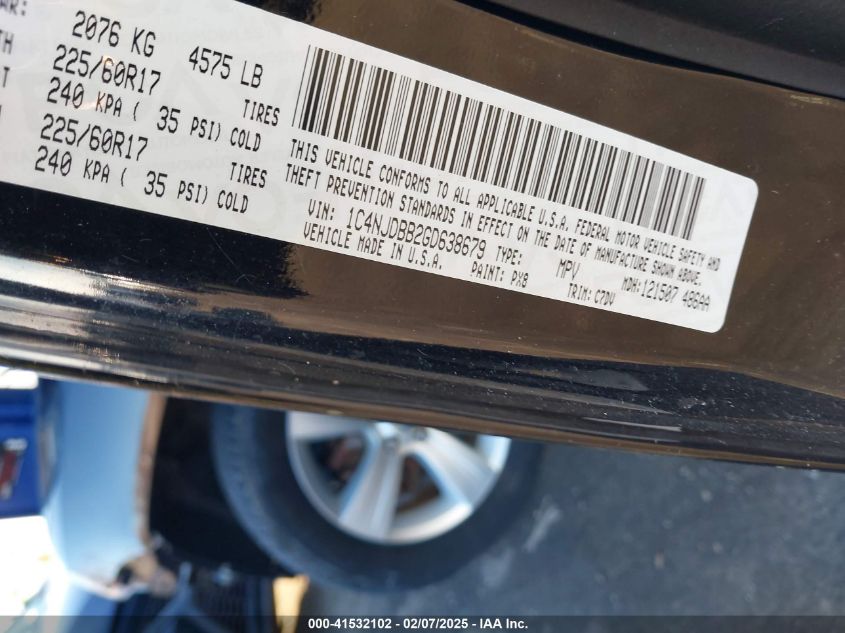 AR: 2076 KG 4575 LB
TH 225/60R17 TIRES
T 240 KPA ( 35 PSI) COLD
225/60R17 TIRES
240 KPA ( 35 PSI) COLD
THIS VEHICLE CONFORMS TO ALL APPLICABLE U.S.A. FEDERAL MOTOR VEHICLE SAFETY AND
THEFT PREVENTION STANDARDS IN EFFECT ON THE DATE OF MANUFACTURE SHOWN ABOVE.
VIN: 1C4NJDBB2GD638679 TYPE: MPV MDH:121507 486AA
VEHICLE MADE IN U.S.A. PAINT: PX8 TRIM: C7DV
000-41532102 - 02/07/2025 - IAA Inc.